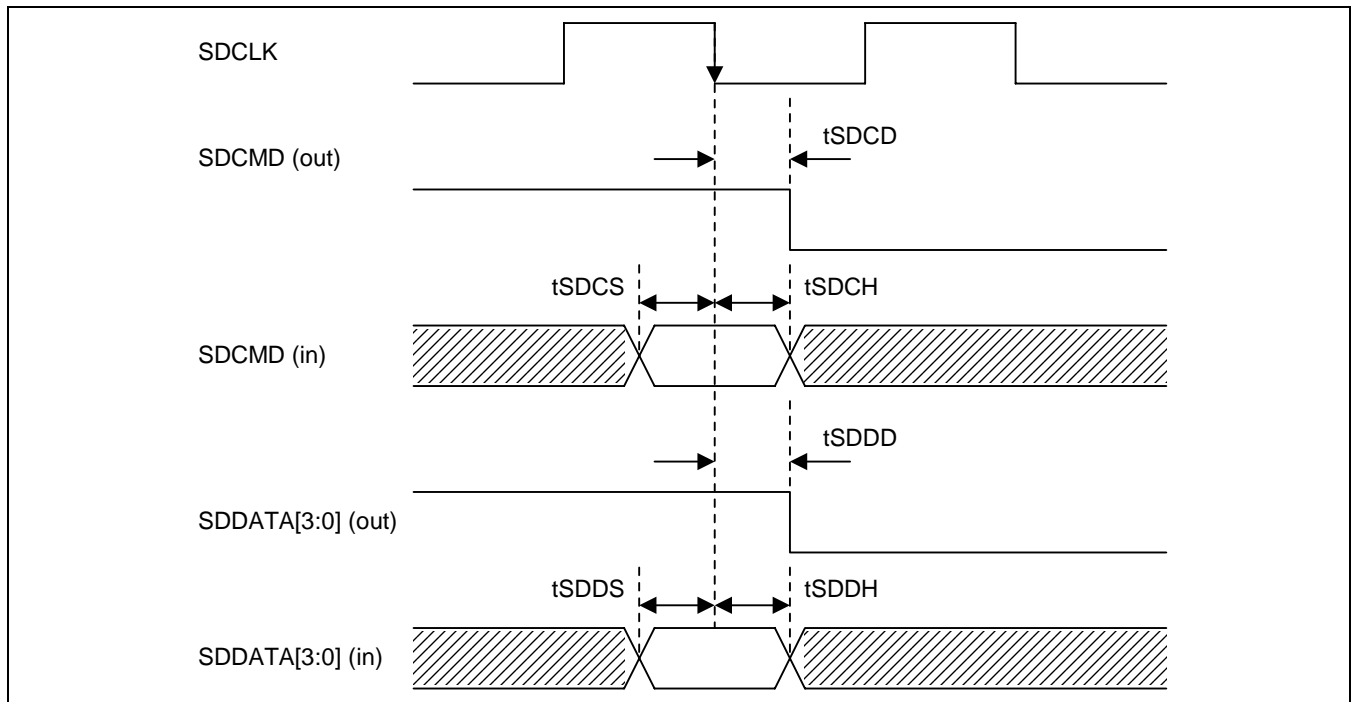 SDCLK
tSDCD
SDCMD (out)
tSDCS
tSDCH
SDCMD (in)
tSDDD
SDDATA[3:0] (out)
tSDDS
tSDDH
SDDATA[3:0] (in)